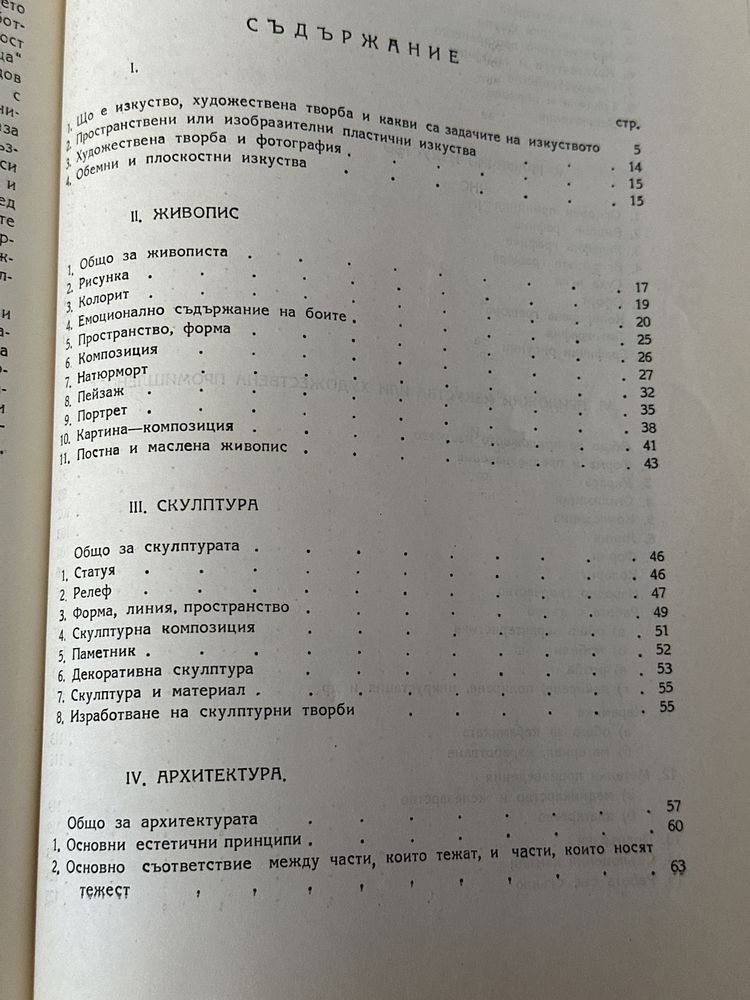 СЪДЪРЖАНИЕ
I.
стр.
1. Що е изкуство, художествена творба и какви са задачите на изкуството 5
2. Пространствени или изобразителни пластични изкуства . . . 14
3. Художествена творба и фотография . . . . . . 15
4. Обемни и плоскостни изкуства . . . . . . 15
II. ЖИВОПИС
1. Общо за живописта . . . . . . . . 17
2. Рисунка . . . . . . . . . . 19
3. Колорит . . . . . . . . . . 20
4. Емоционално съдържание на боите . . . . . . 25
5. Пространство, форма . . . . . . . . 26
6. Композиция . . . . . . . . . 27
7. Натюрморт . . . . . . . . . 32
8. Пейзаж . . . . . . . . . . 35
9. Портрет . . . . . . . . . . 38
10. Картина—композиция . . . . . . . . 41
11. Постна и маслена живопис . . . . . . . 43
III. СКУЛПТУРА
Общо за скулптурата . . . . . . . . 46
1. Статуя . . . . . . . . . . 46
2. Релеф . . . . . . . . . . 47
3. Форма, линия, пространство . . . . . . . 49
4. Скулптурна композиция . . . . . . . 51
5. Паметник . . . . . . . . . . 52
6. Декоративна скулптура . . . . . . . 53
7. Скулптура и материал . . . . . . . . 55
8. Изработване на скулптурни творби . . . . . . 55
IV. АРХИТЕКТУРА.
Общо за архитектурата . . . . . . . 57
1. Основни естетични принципи . . . . . . . 60
2. Основно съответствие между части, които тежат, и части, които носят
тежест , , , , , , , , . . 63